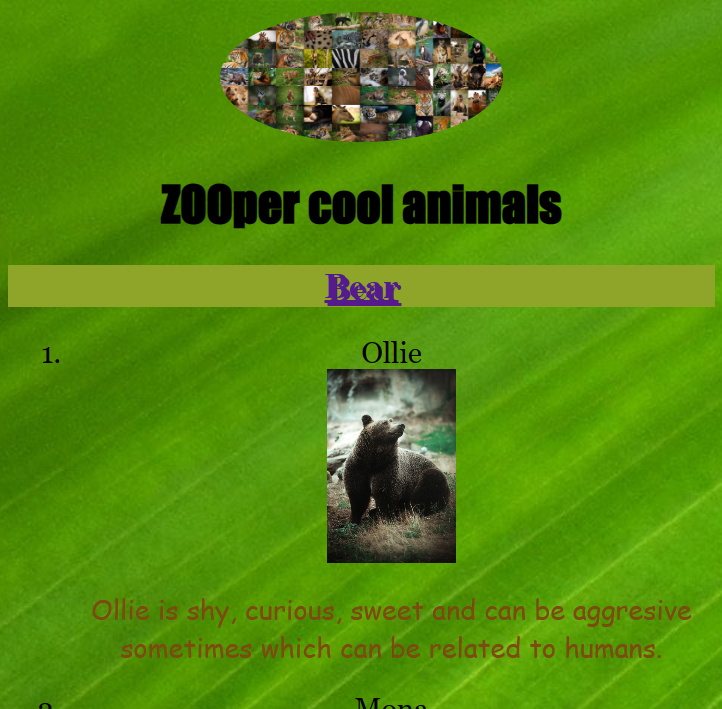 ZOOper cool animals
Bear
1. Ollie
Ollie is shy, curious, sweet and can be aggresive
sometimes which can be related to humans.
Mona